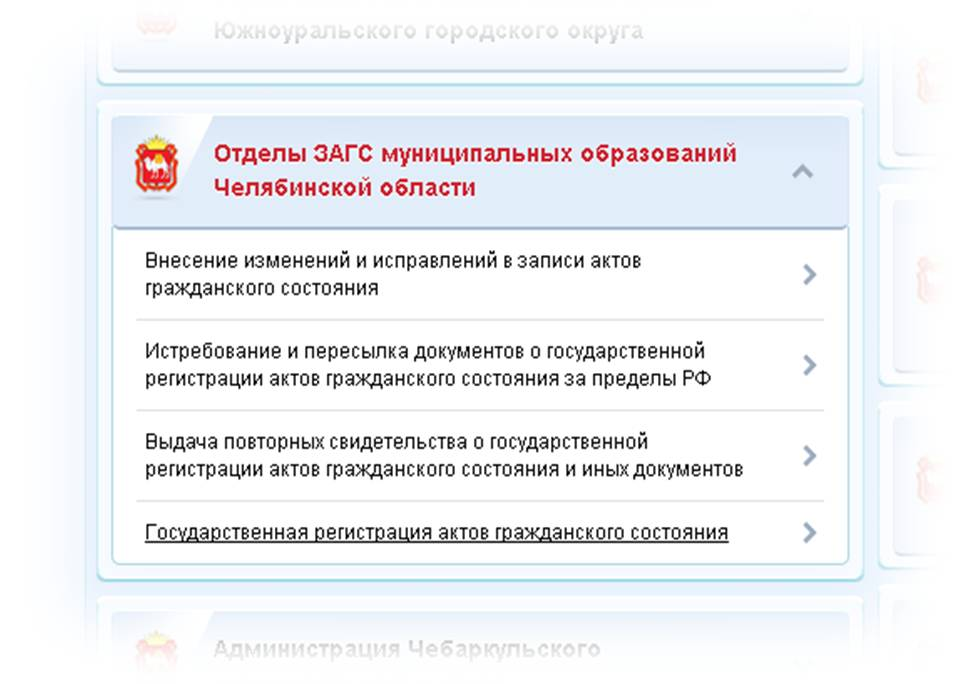 Южноуральского городского округа
Отделы ЗАГС муниципальных образований
Челябинской области
Внесение изменений и исправлений в записи актов
гражданского состояния
Истребование и пересылка документов о государственной
регистрации актов гражданского состояния за пределы РФ
Выдача повторных свидетельства о государственной
регистрации актов гражданского состояния и иных документов
Государственная регистрация актов гражданского состояния
Администрация Чебаркульского